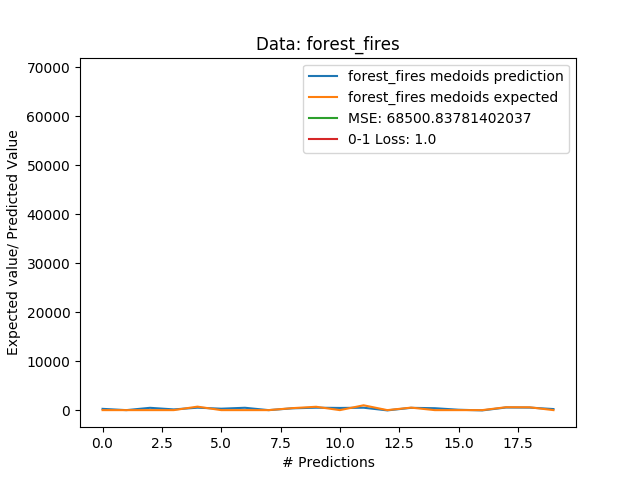 Data: forest_fires
forest_fires medoids prediction
forest_fires medoids expected
MSE: 68500.83781402037
0-1 Loss: 1.0
Expected value/ Predicted Value
70000
60000
50000
40000
30000
20000
10000
0
0.0 2.5 5.0 7.5 10.0 12.5 15.0 17.5
# Predictions